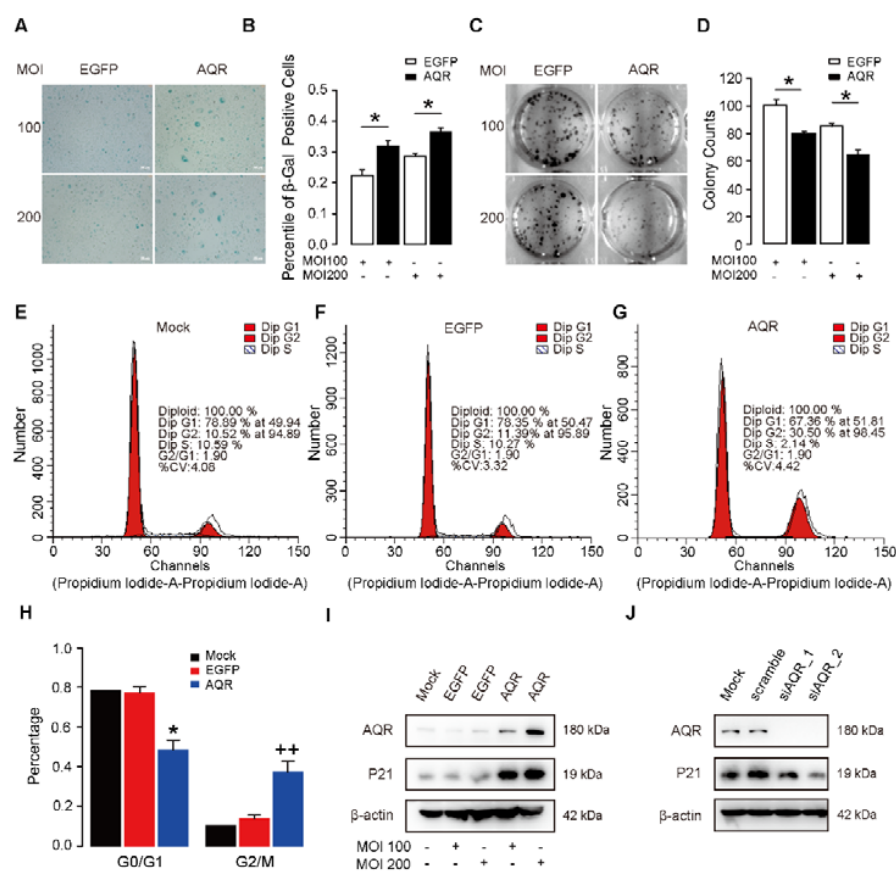 A
B
C
D
MOI
EGFP
AQR
100
200
Percentile of β-Gal Positive Cells
0.5
0.4
0.3
0.2
0.1
0.0
EGFP
AQR
*
*
MOI100 + + - -
MOI200 - - + +
MOI
EGFP
AQR
100
200
Colony Counts
120
100
80
60
40
20
0
EGFP
AQR
*
*
MOI100 + + - -
MOI200 - - + +
E
Mock
Dip G1
Dip G2
Dip S
Number
0 200 400 600 800 1000
Diploid: 100.00 %
Dip G1: 78.89 % at 49.94
Dip G2: 10.52 % at 94.89
Dip S: 10.59 %
G2/G1: 1.90
%CV:4.08
0 30 60 90 120 150
Channels
(Propidium Iodide-A-Propidium Iodide-A)
F
EGFP
Dip G1
Dip G2
Dip S
Number
0 300 600 900 1200
Diploid: 100.00 %
Dip G1: 78.35 % at 50.47
Dip G2: 11.39% at 95.89
Dip S: 10.27 %
G2/G1: 1.90
%CV:3.32
0 30 60 90 120 150
Channels
(Propidium Iodide-A-Propidium Iodide-A)
G
AQR
Dip G1
Dip G2
Dip S
Number
0 200 400 600 800
Diploid: 100.00 %
Dip G1: 67.36 % at 51.81
Dip G2: 30.50 % at 98.45
Dip S: 2.14 %
G2/G1: 1.90
%CV:4.42
0 30 60 90 120 150
Channels
(Propidium Iodide-A-Propidium Iodide-A)
H
Percentage
1.0
0.8
0.6
0.4
0.2
0.0
Mock
EGFP
AQR
*
++
G0/G1
G2/M
I
Mock EGFP EGFP AQR AQR
AQR 180 kDa
P21 19 kDa
β-actin 42 kDa
MOI 100 - + - + -
MOI 200 - - + - +
J
Mock scramble siAQR_1 siAQR_2
AQR 180 kDa
P21 19 kDa
β-actin 42 kDa